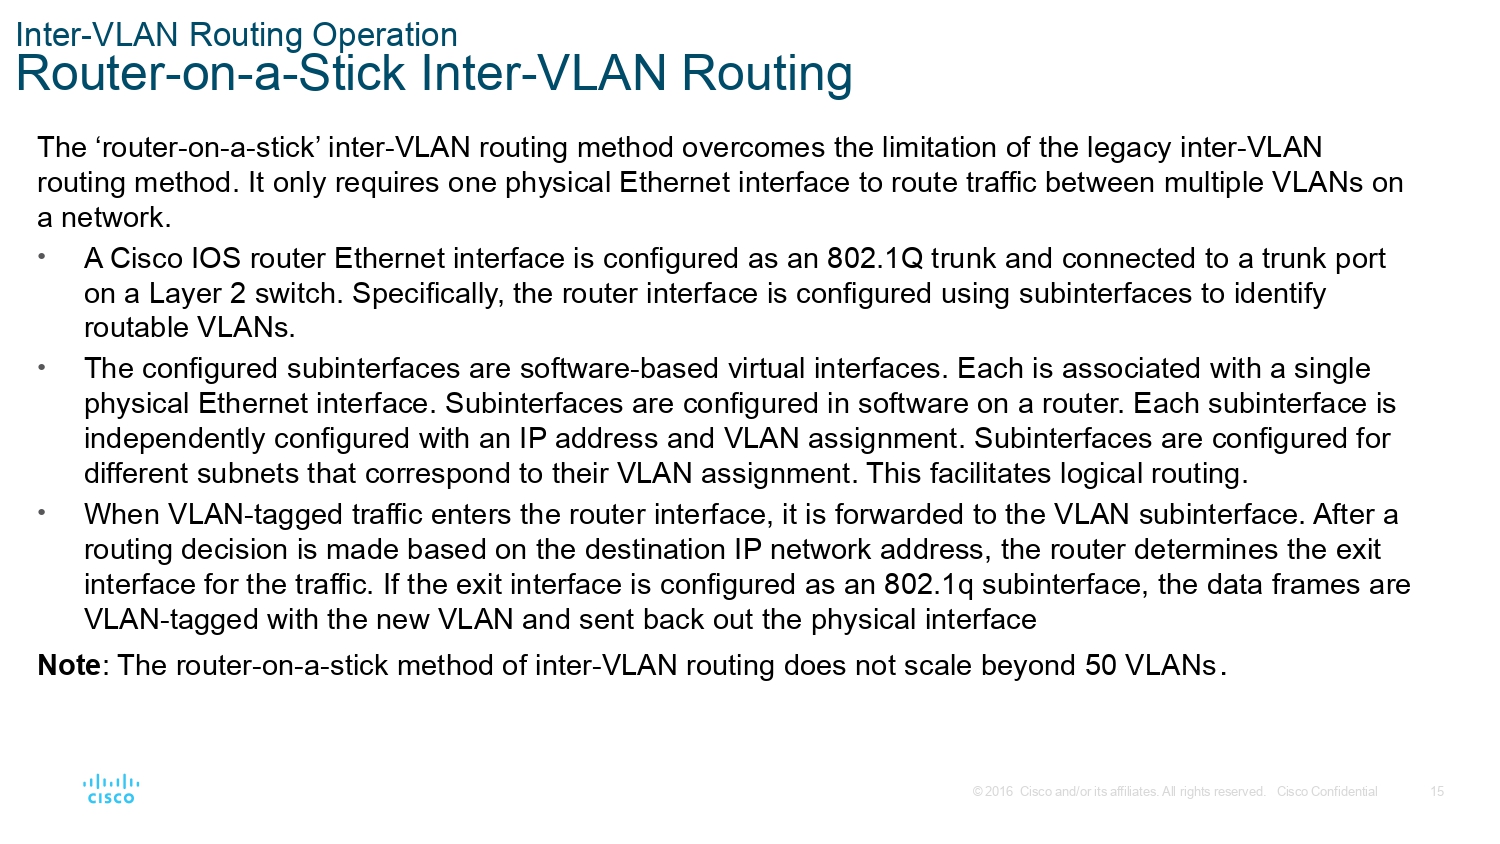 Inter-VLAN Routing Operation
Router-on-a-Stick Inter-VLAN Routing
The ‘router-on-a-stick’ inter-VLAN routing method overcomes the limitation of the legacy inter-VLAN
routing method. It only requires one physical Ethernet interface to route traffic between multiple VLANs on
a network.
• A Cisco IOS router Ethernet interface is configured as an 802.1Q trunk and connected to a trunk port
on a Layer 2 switch. Specifically, the router interface is configured using subinterfaces to identify
routable VLANs.
• The configured subinterfaces are software-based virtual interfaces. Each is associated with a single
physical Ethernet interface. Subinterfaces are configured in software on a router. Each subinterface is
independently configured with an IP address and VLAN assignment. Subinterfaces are configured for
different subnets that correspond to their VLAN assignment. This facilitates logical routing.
• When VLAN-tagged traffic enters the router interface, it is forwarded to the VLAN subinterface. After a
routing decision is made based on the destination IP network address, the router determines the exit
interface for the traffic. If the exit interface is configured as an 802.1q subinterface, the data frames are
VLAN-tagged with the new VLAN and sent back out the physical interface
Note: The router-on-a-stick method of inter-VLAN routing does not scale beyond 50 VLANs.
CISCO
© 2016 Cisco and/or its affiliates. All rights reserved. Cisco Confidential 15